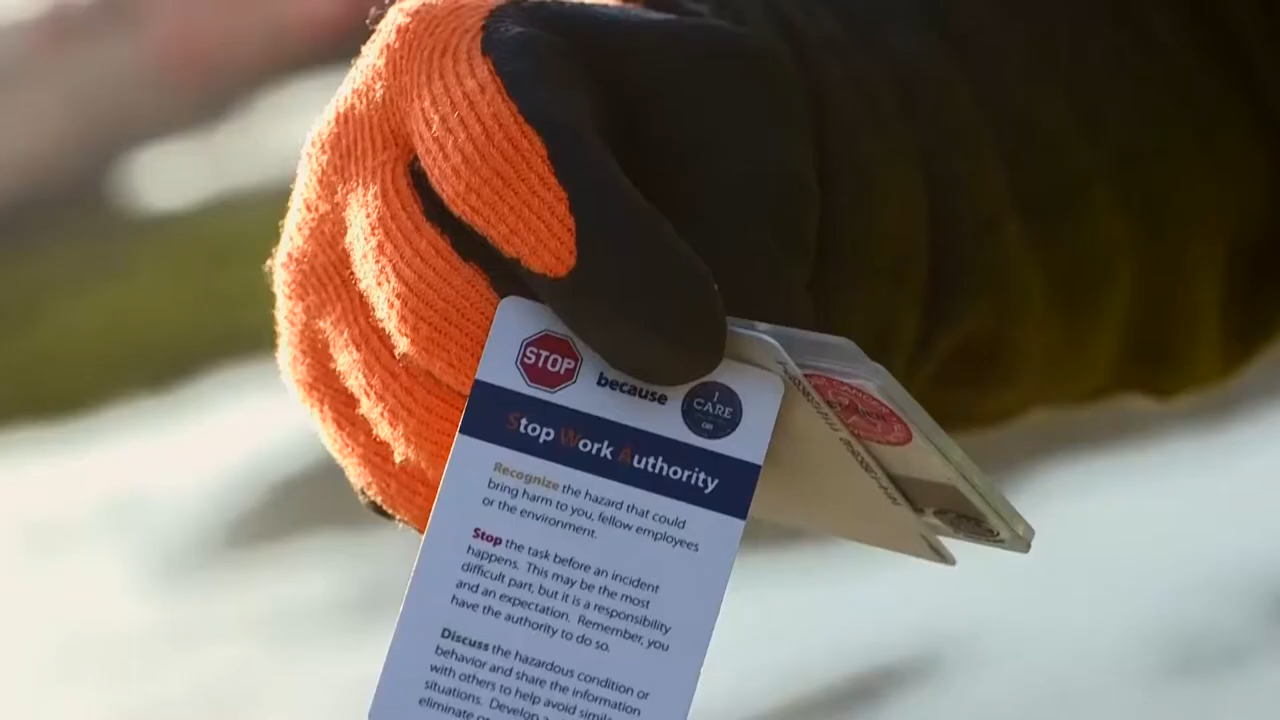 STOP because I CARE
Stop Work Authority
Recognize the hazard that could
bring harm to you, fellow employees
or the environment.
Stop the task before an incident
happens. This may be the most
difficult part, but it is a responsibility
and an expectation. Remember, you
have the authority to do so.
Discuss the hazardous condition or
behavior and share the information
with others to help avoid
situations. Develop
eliminate